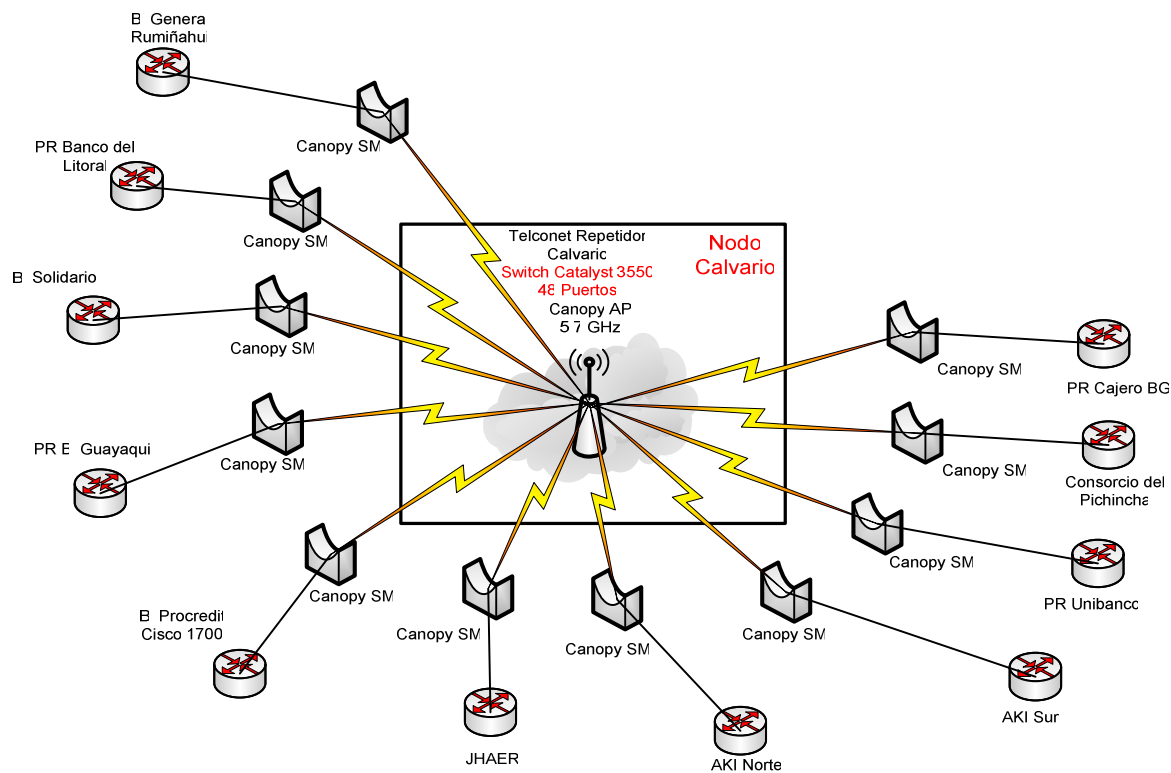 B Genera
Rumiñahui
Canopy SM
PR Banco del
Litoral
Canopy SM
B Solidario
Canopy SM
PR B Guayaqui
Canopy SM
B Procredit
Cisco 1700
Canopy SM
Telconet Repetidor
Calvario
Switch Catalyst 3550
48 Puertos
Canopy AP
5.7 GHz
Nodo
Calvario
Canopy SM
JHAER
Canopy SM
AKI Norte
Canopy SM
AKI Sur
Canopy SM
PR Cajero BG
Canopy SM
Consorcio del
Pichincha
Canopy SM
PR Unibanco